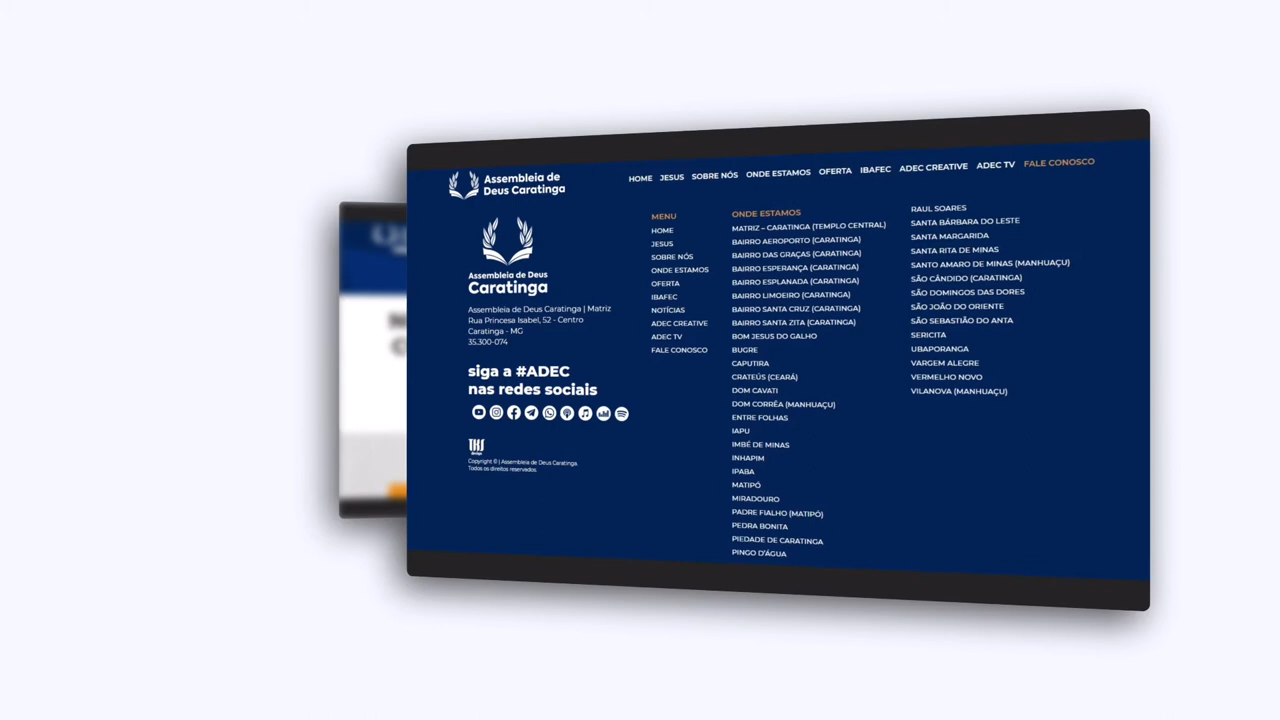 Assembleia de
Deus Caratinga
HOME JESUS SOBRE NÓS ONDE ESTAMOS OFERTA IBAFEC ADEC CREATIVE ADEC TV FALE CONOSCO
Assembleia de Deus
Caratinga
Assembleia de Deus Caratinga | Matriz
Rua Princesa Isabel, 52 - Centro
Caratinga - MG
35.300-074
siga a #ADEC
nas redes sociais
TKS
design
Copyright © | Assembleia de Deus Caratinga.
Todos os direitos reservados.
MENU
HOME
JESUS
SOBRE NÓS
ONDE ESTAMOS
OFERTA
IBAFEC
NOTÍCIAS
ADEC CREATIVE
ADEC TV
FALE CONOSCO
ONDE ESTAMOS
MATRIZ – CARATINGA (TEMPLO CENTRAL)
BAIRRO AEROPORTO (CARATINGA)
BAIRRO DAS GRAÇAS (CARATINGA)
BAIRRO ESPERANÇA (CARATINGA)
BAIRRO ESPLANADA (CARATINGA)
BAIRRO LIMOEIRO (CARATINGA)
BAIRRO SANTA CRUZ (CARATINGA)
BAIRRO SANTA ZITA (CARATINGA)
BOM JESUS DO GALHO
BUGRE
CAPUTIRA
CRATEÚS (CEARÁ)
DOM CAVATI
DOM CORRÊA (MANHUAÇU)
ENTRE FOLHAS
IAPU
IMBÉ DE MINAS
INHAPIM
IPABA
MATIPÓ
MIRADOURO
PADRE FIALHO (MATIPÓ)
PEDRA BONITA
PIEDADE DE CARATINGA
PINGO D'ÁGUA
RAUL SOARES
SANTA BÁRBARA DO LESTE
SANTA MARGARIDA
SANTA RITA DE MINAS
SANTO AMARO DE MINAS (MANHUAÇU)
SÃO CÂNDIDO (CARATINGA)
SÃO DOMINGOS DAS DORES
SÃO JOÃO DO ORIENTE
SÃO SEBASTIÃO DO ANTA
SERICITA
UBAPORANGA
VARGEM ALEGRE
VERMELHO NOVO
VILANOVA (MANHUAÇU)